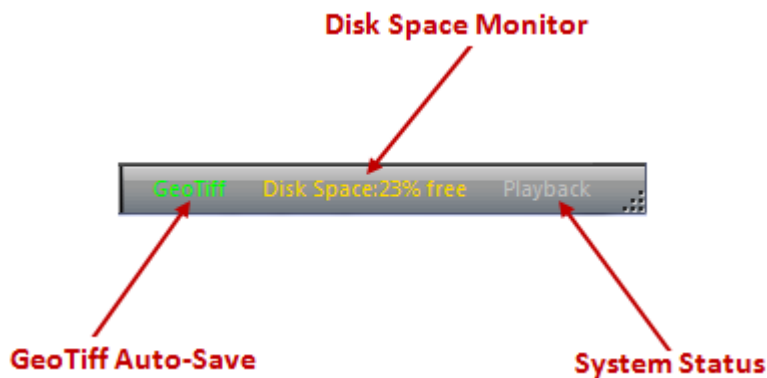 Disk Space Monitor
GeoTiff Disk Space:23% free Playback
GeoTiff Auto-Save
System Status